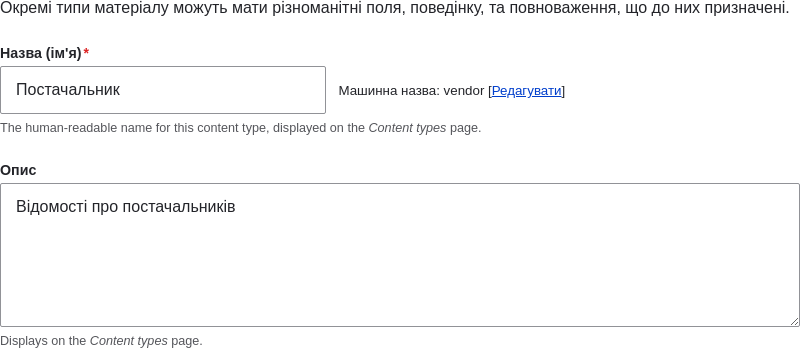 Окремі типи матеріалу можуть мати різноманітні поля, поведінку, та повноваження, що до них призначені.
Назва (ім'я)*
Постачальник
Машинна назва: vendor [Редагувати]
The human-readable name for this content type, displayed on the Content types page.
Опис
Відомості про постачальників
Displays on the Content types page.